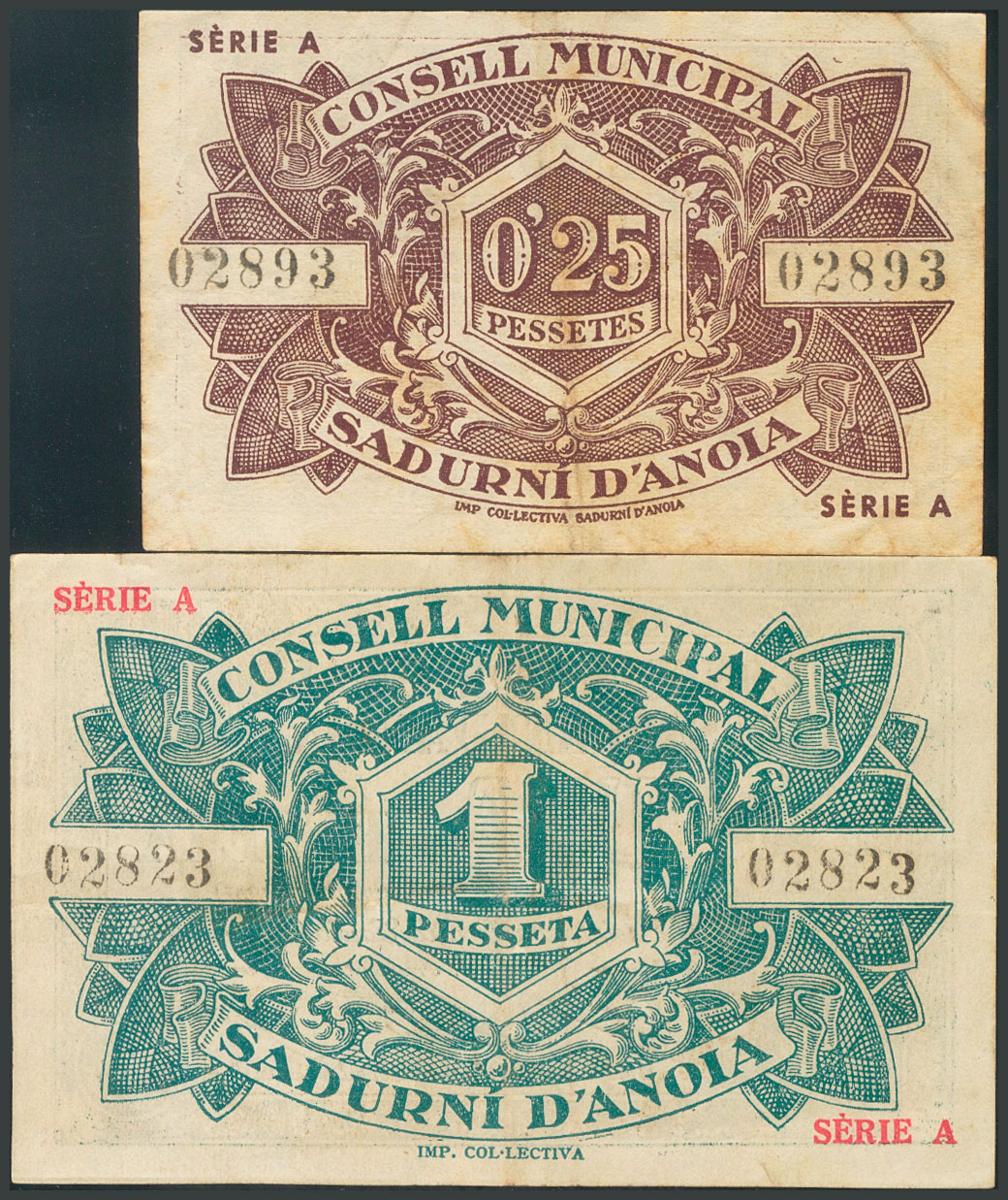 SÈRIE A
CONSELL MUNICIPAL
02893
0'25
02893
PESSETES
SADURNÍ D'ANOIA
IMP COL·LECTIVA SADURNÍ D'ANOIA
SÈRIE A
SÈRIE A
CONSELL MUNICIPAL
02823
1
02823
PESSETA
SADURNÍ D'ANOIA
IMP. COL·LECTIVA
SÈRIE A